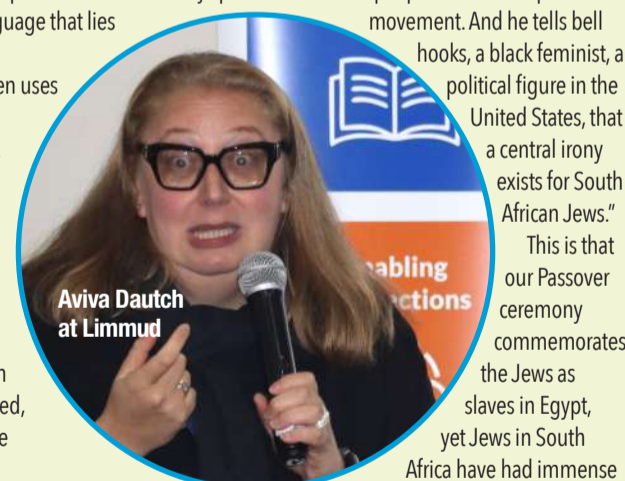 guage that lies
en uses
n
ed,
e
Aviva Dautch
at Limmud
abling
ctions
movement. And he tells bell
hooks, a black feminist, a
political figure in the
United States, that
a central irony
exists for South
African Jews.”
This is that
our Passover
ceremony
commemorates
the Jews as
slaves in Egypt,
yet Jews in South
Africa have had immense